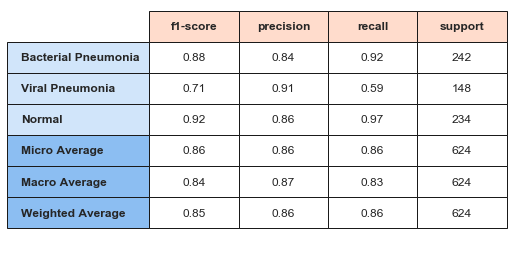 f1-score precision recall support
Bacterial Pneumonia 0.88 0.84 0.92 242
Viral Pneumonia 0.71 0.91 0.59 148
Normal 0.92 0.86 0.97 234
Micro Average 0.86 0.86 0.86 624
Macro Average 0.84 0.87 0.83 624
Weighted Average 0.85 0.86 0.86 624